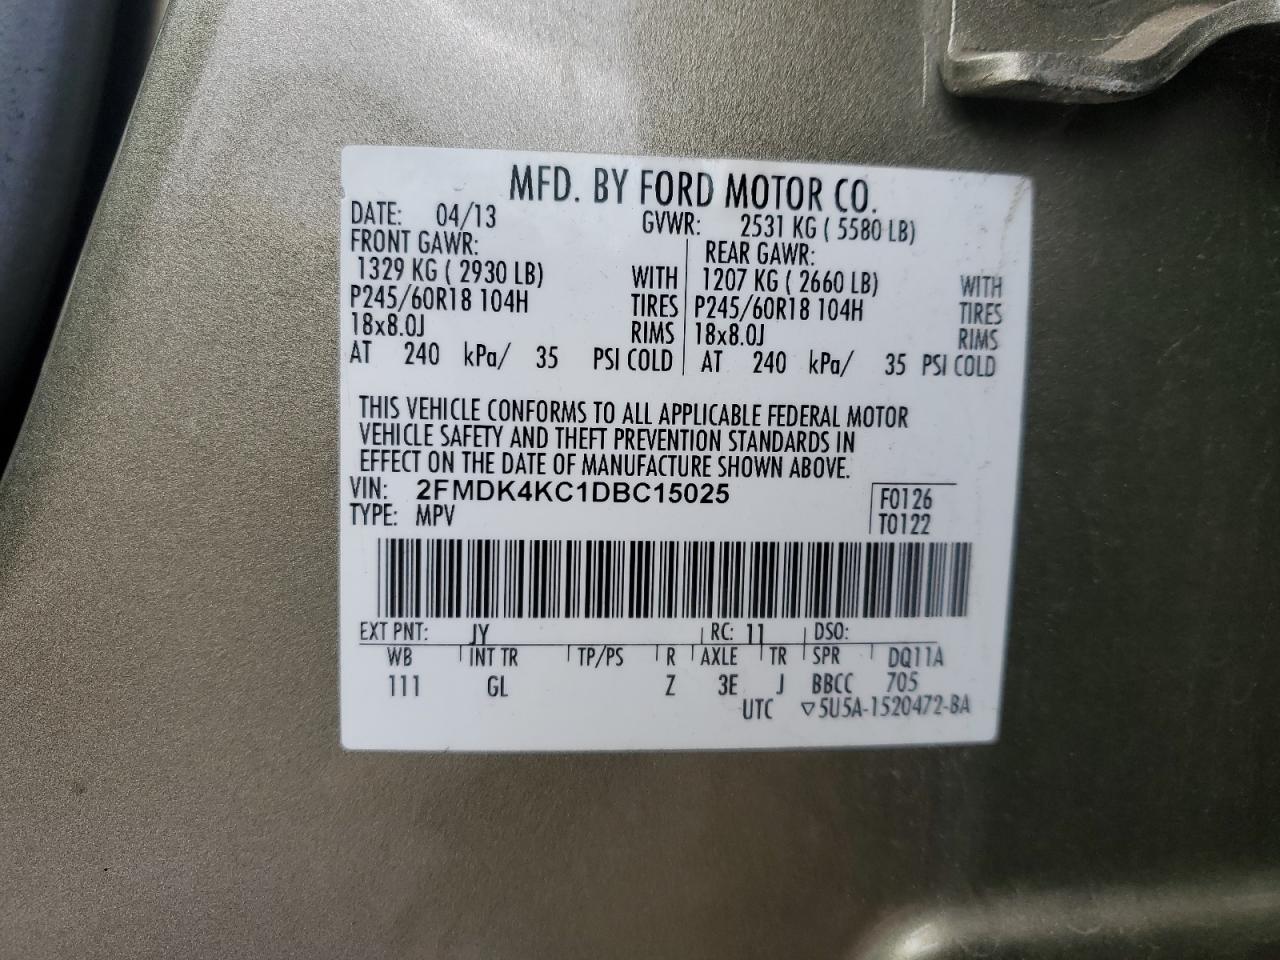 MFD. BY FORD MOTOR CO.
DATE: 04/13 GVWR: 2531 KG ( 5580 LB)
FRONT GAWR: REAR GAWR:
1329 KG ( 2930 LB) WITH 1207 KG ( 2660 LB) WITH
P245/60R18 104H TIRES P245/60R18 104H TIRES
18x8.0J RIMS 18x8.0J RIMS
AT 240 kPa/ 35 PSI COLD AT 240 kPa/ 35 PSI COLD
THIS VEHICLE CONFORMS TO ALL APPLICABLE FEDERAL MOTOR
VEHICLE SAFETY AND THEFT PREVENTION STANDARDS IN
EFFECT ON THE DATE OF MANUFACTURE SHOWN ABOVE.
VIN: 2FMDK4KC1DBC15025 F0126
TYPE: MPV T0122
EXT PNT: JY RC: 11 DSO:
WB INT TR TP/PS R AXLE TR SPR DQ11A
111 GL Z 3E J BBCC 705
UTC ▽5U5A-1520472-BA